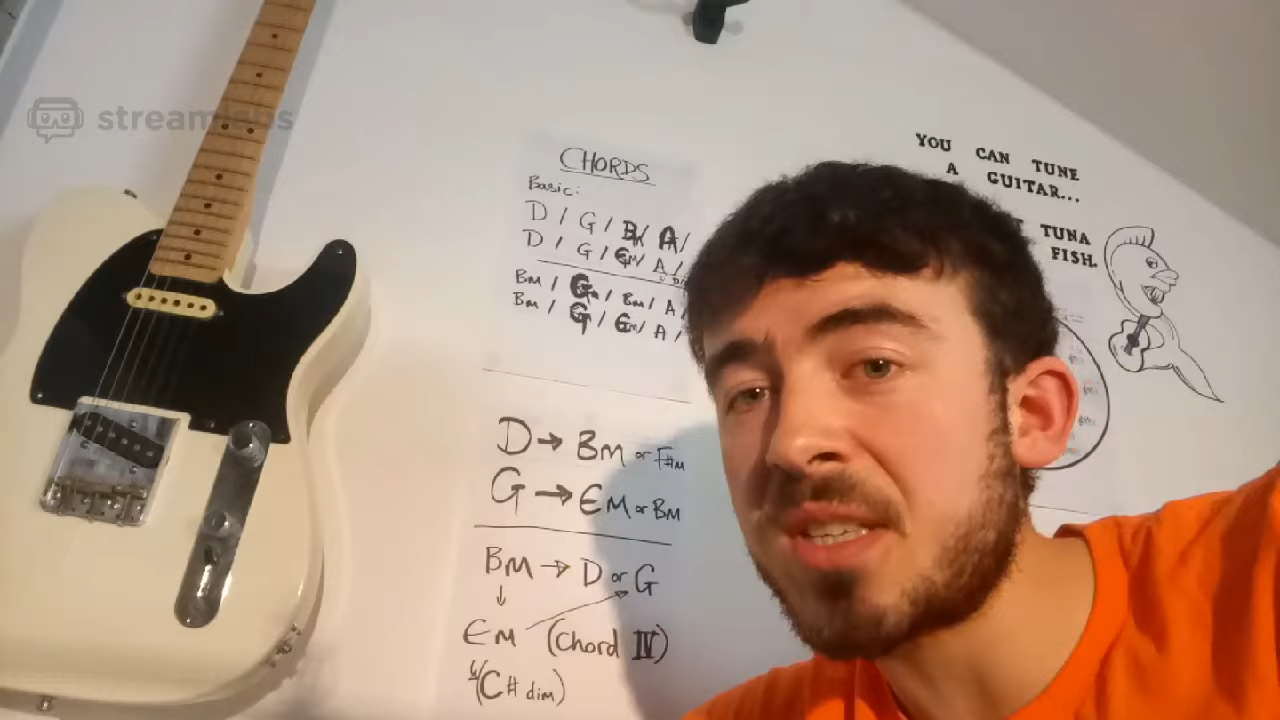 streamlabs
CHORDS
Basic:
D / G / Bm / A /
D / G / Em / A /
Bm / G / Bm / A /
Bm / G / Em / A /
D → Bm or F#m
G → Em or Bm
Bm → D or G
↓
Em (Chord IV)
(C# dim)
YOU CAN TUNE
A GUITAR...
TUNA
FISH.